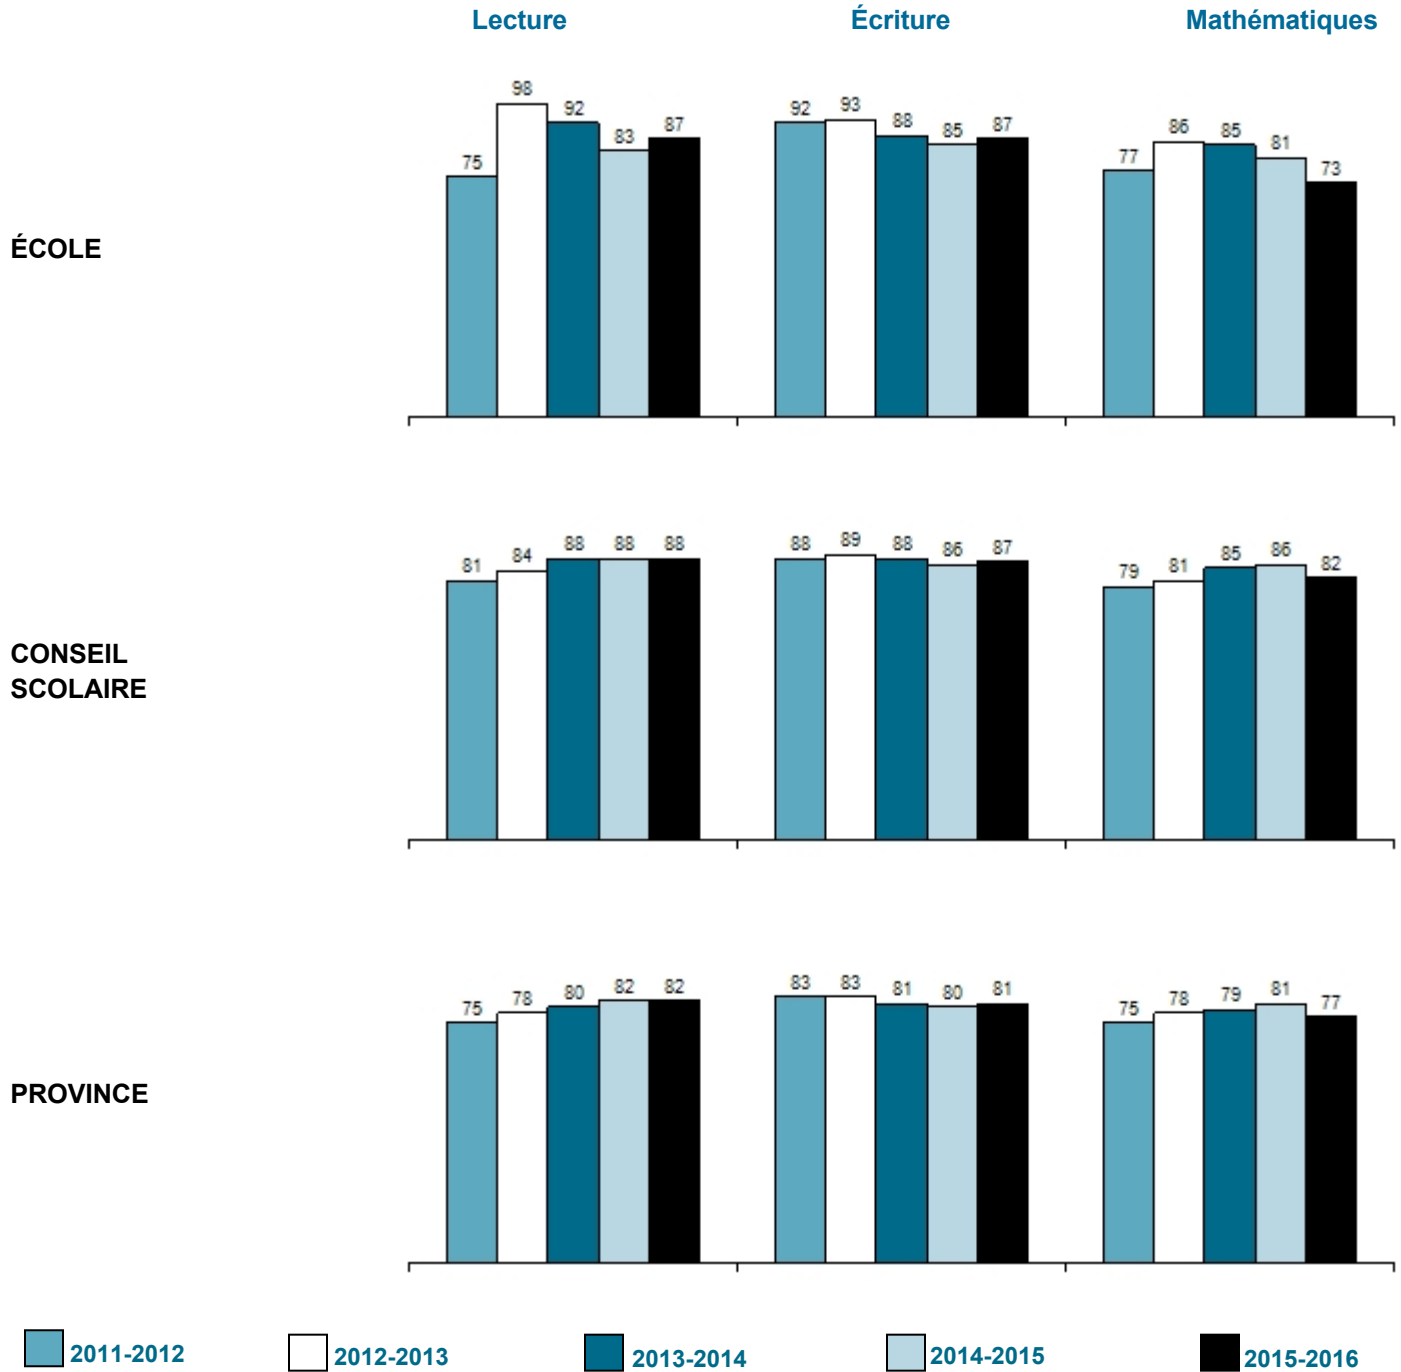 Lecture Écriture Mathématiques
98
92
83
87
75
92 93
88
85
87
77
86 85
81
73
ÉCOLE
81
84
88 88 88
88 89 88
86 87
79 81
85 86
82
CONSEIL
SCOLAIRE
75
78
80
82 82
83 83
81 80 81
75
78 79 81
77
PROVINCE
2011-2012 2012-2013 2013-2014 2014-2015 2015-2016